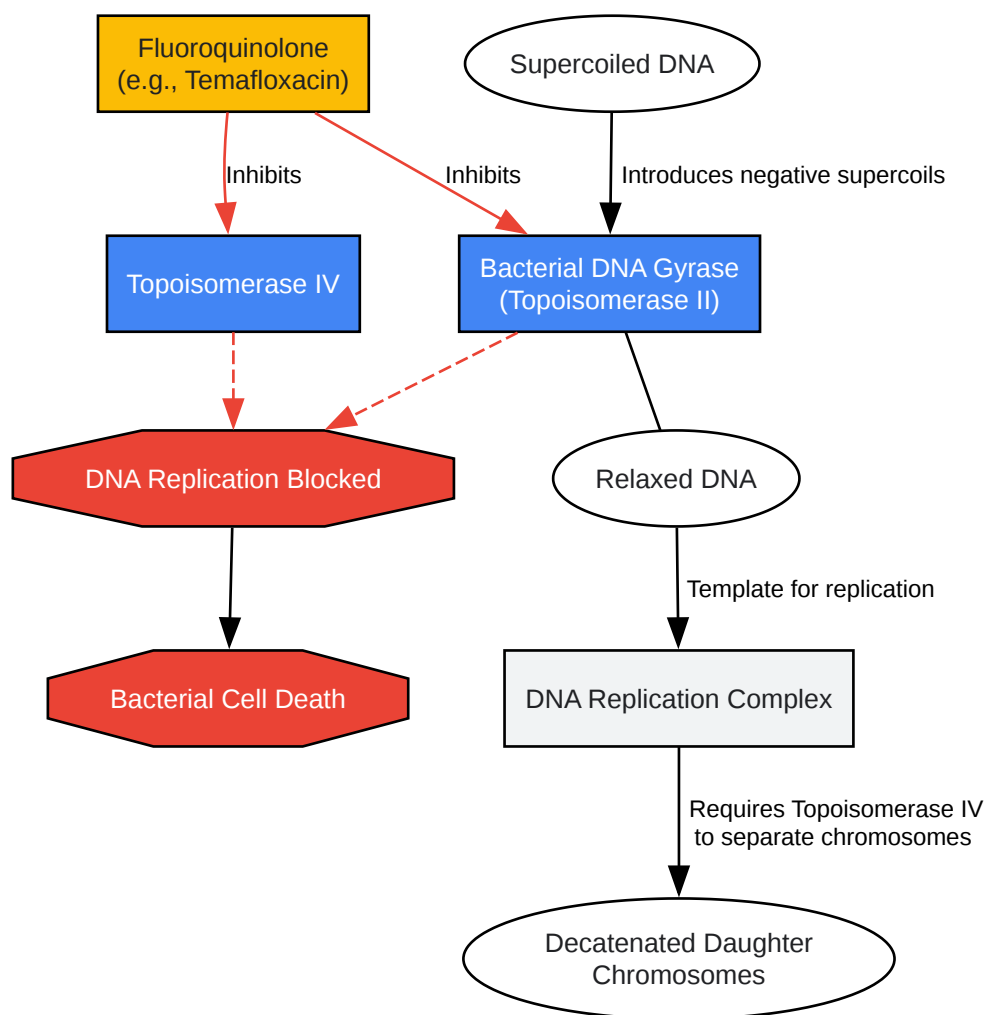 Fluoroquinolone
(e.g., Temafloxacin)
Supercoiled DNA
Inhibits
Inhibits
Introduces negative supercoils
Topoisomerase IV
Bacterial DNA Gyrase
(Topoisomerase II)
DNA Replication Blocked
Relaxed DNA
Template for replication
Bacterial Cell Death
DNA Replication Complex
Requires Topoisomerase IV
to separate chromosomes
Decatenated Daughter
Chromosomes